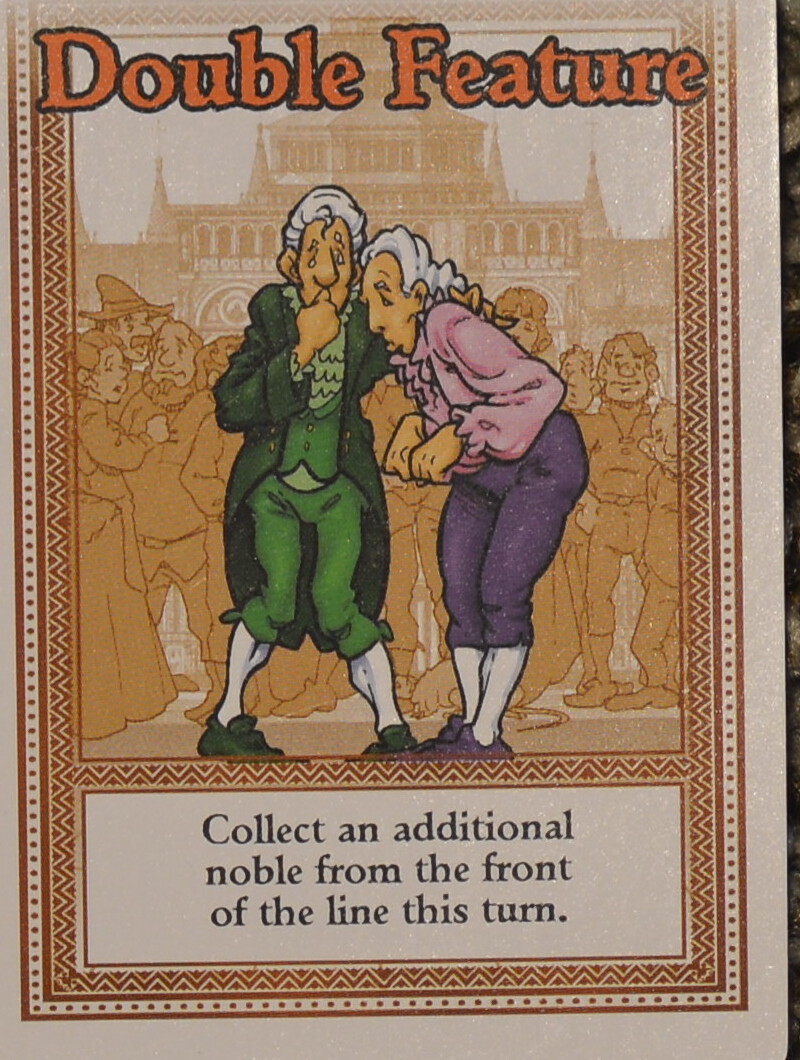 Double Feature
Collect an additional
noble from the front
of the line this turn.